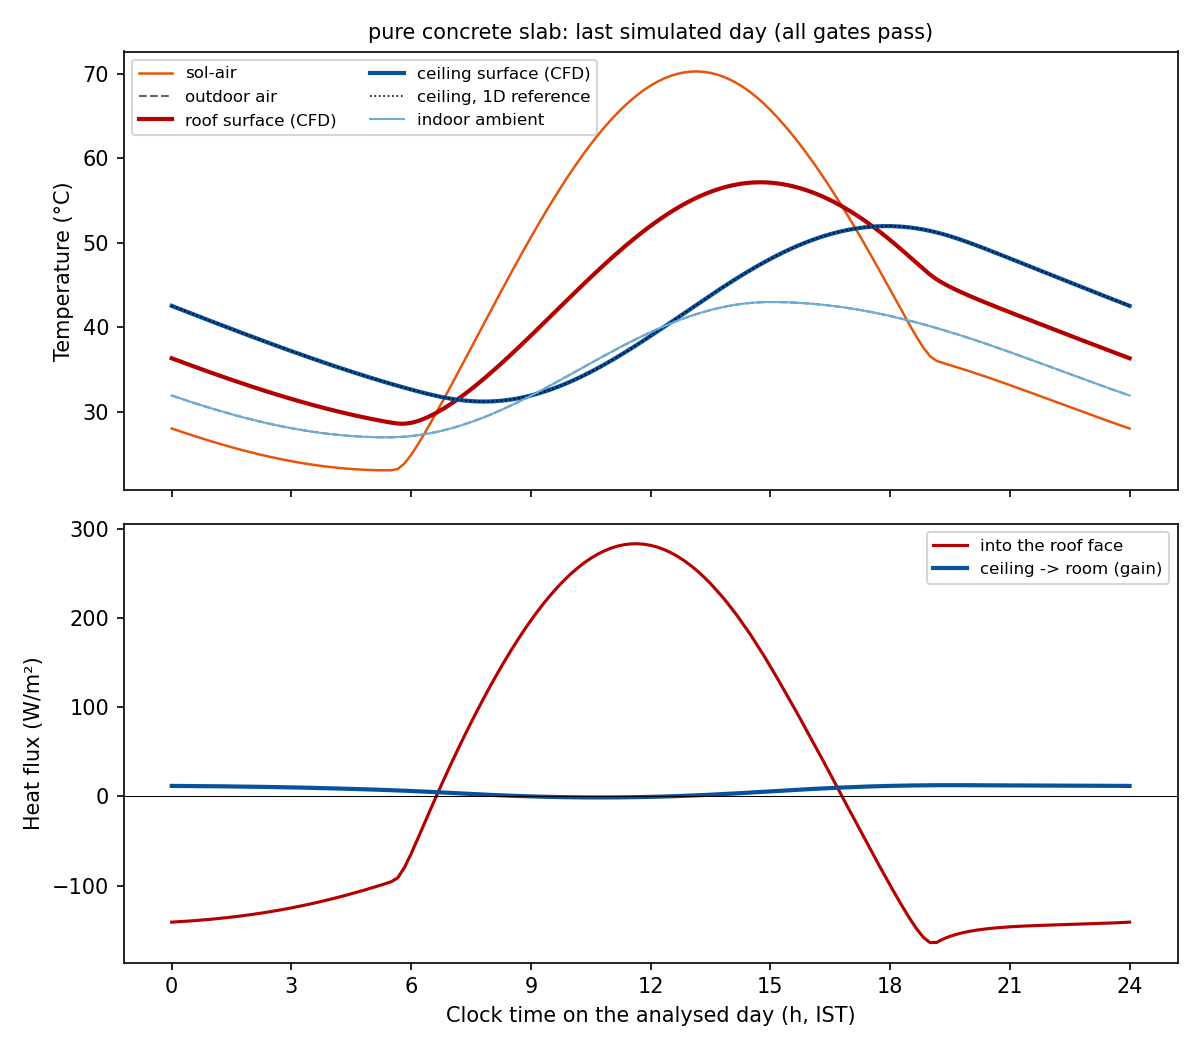 pure concrete slab: last simulated day (all gates pass)
sol-air
outdoor air
roof surface (CFD)
ceiling surface (CFD)
ceiling, 1D reference
indoor ambient
Temperature (°C)
70
60
50
40
30
into the roof face
ceiling -> room (gain)
Heat flux (W/m²)
300
200
100
0
−100
0 3 6 9 12 15 18 21 24
Clock time on the analysed day (h, IST)